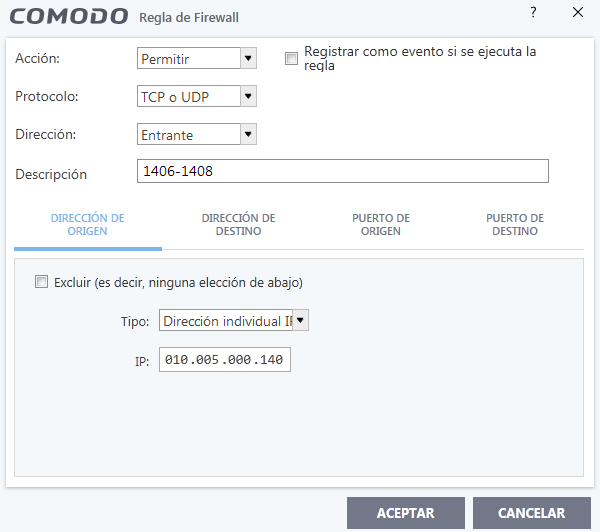 COMODO Regla de Firewall ?
Acción: Permitir Registrar como evento si se ejecuta la
regla
Protocolo: TCP o UDP
Dirección: Entrante
Descripción 1406-1408
DIRECCIÓN DE ORIGEN DIRECCIÓN DE DESTINO PUERTO DE ORIGEN PUERTO DE DESTINO
Excluir (es decir, ninguna elección de abajo)
Tipo: Dirección individual IP
IP: 010.005.000.140
ACEPTAR CANCELAR